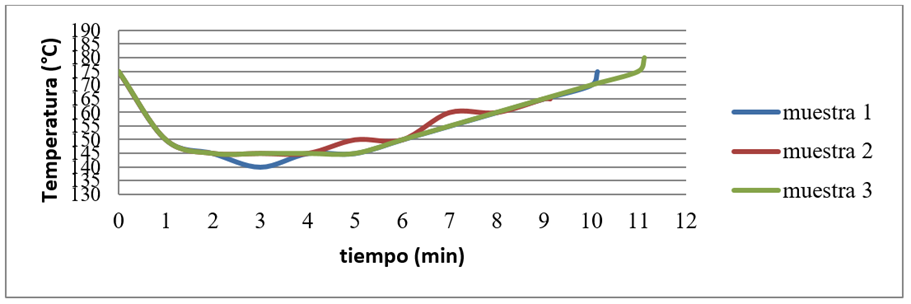 Temperatura (°C)
190
185
180
175
170
165
160
155
150
145
140
135
130
0 1 2 3 4 5 6 7 8 9 10 11 12
tiempo (min)
muestra 1
muestra 2
muestra 3